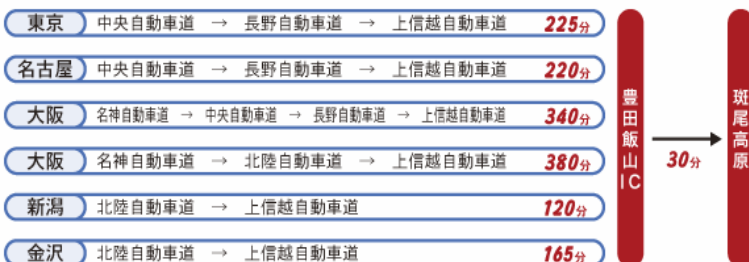 東京 中央自動車道 → 長野自動車道 → 上信越自動車道 225分
名古屋 中央自動車道 → 長野自動車道 → 上信越自動車道 220分
大阪 名神自動車道 → 中央自動車道 → 長野自動車道 → 上信越自動車道 340分
大阪 名神自動車道 → 北陸自動車道 → 上信越自動車道 380分
新潟 北陸自動車道 → 上信越自動車道 120分
金沢 北陸自動車道 → 上信越自動車道 165分
豊田飯山IC
30分
斑尾高原